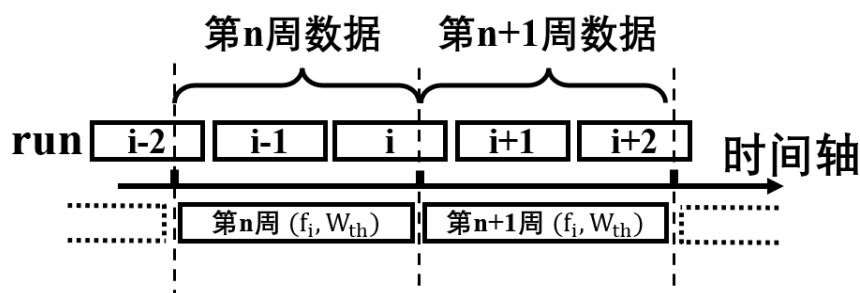 第n周数据 第n+1周数据
run i-2 i-1 i i+1 i+2 时间轴
第n周 (fᵢ, Wₜₕ) 第n+1周 (fᵢ, Wₜₕ)